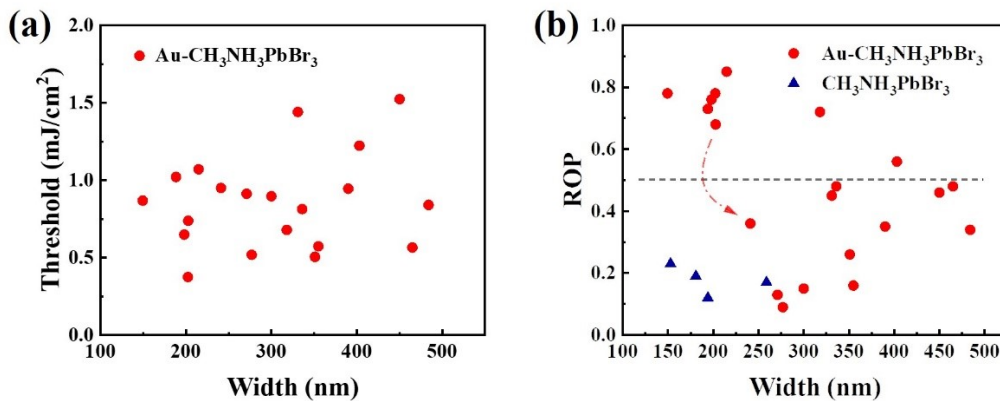 (a)
2.0
1.5
1.0
0.5
0.0
Threshold (mJ/cm²)
Au-CH₃NH₃PbBr₃
100 200 300 400 500
Width (nm)
(b)
1.0
0.8
0.6
0.4
0.2
0.0
ROP
Au-CH₃NH₃PbBr₃
CH₃NH₃PbBr₃
100 150 200 250 300 350 400 450 500
Width (nm)